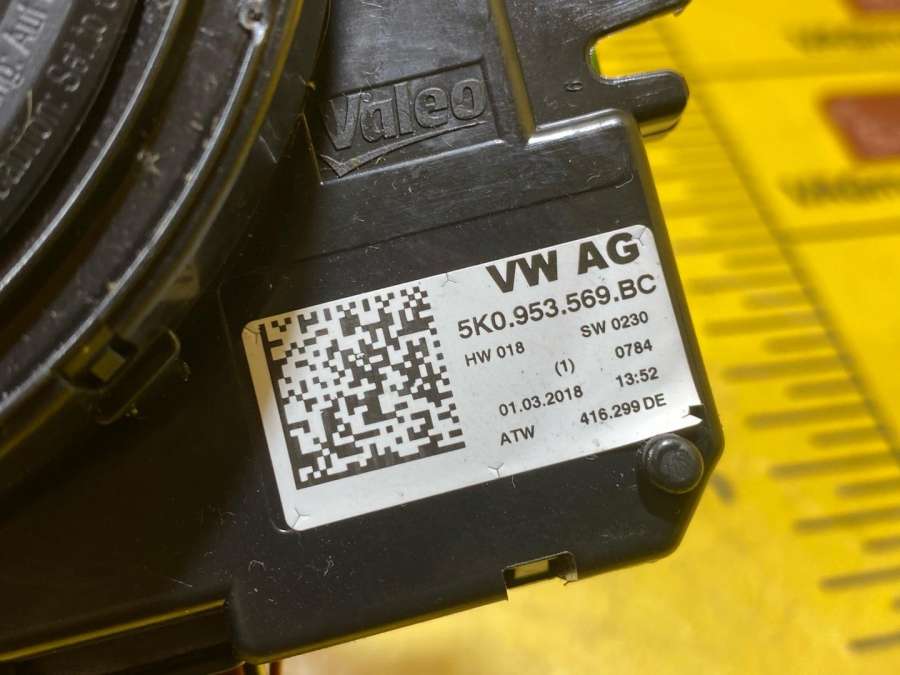 Valeo
VW AG
5K0.953.569.BC
HW 018 SW 0230
(1) 0784
01.03.2018 13:52
ATW 416.299 DE